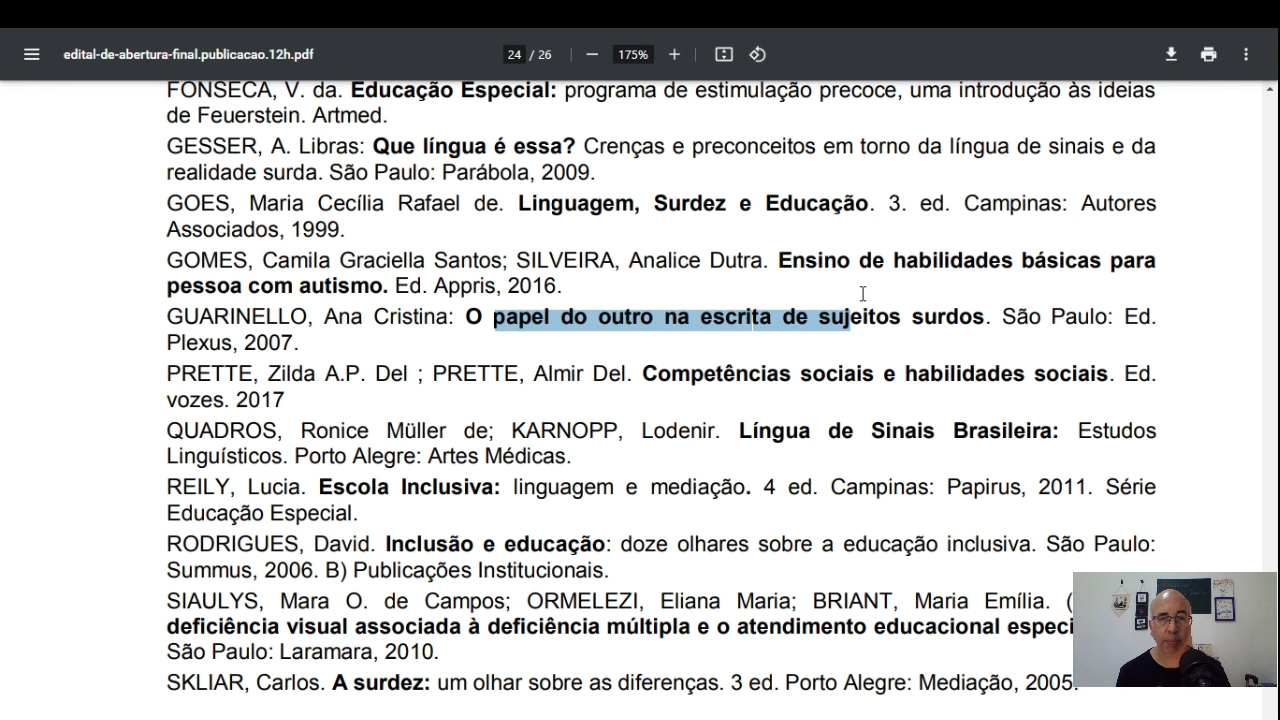 edital-de-abertura-final.publicacao.12h.pdf
24 / 26
175%
FONSECA, V. da. Educação Especial: programa de estimulação precoce, uma introdução às ideias
de Feuerstein. Artmed.
GESSER, A. Libras: Que língua é essa? Crenças e preconceitos em torno da língua de sinais e da
realidade surda. São Paulo: Parábola, 2009.
GOES, Maria Cecília Rafael de. Linguagem, Surdez e Educação. 3. ed. Campinas: Autores
Associados, 1999.
GOMES, Camila Graciella Santos; SILVEIRA, Analice Dutra. Ensino de habilidades básicas para
pessoa com autismo. Ed. Appris, 2016.
GUARINELLO, Ana Cristina: O papel do outro na escrita de sujeitos surdos. São Paulo: Ed.
Plexus, 2007.
PRETTE, Zilda A.P. Del ; PRETTE, Almir Del. Competências sociais e habilidades sociais. Ed.
vozes. 2017
QUADROS, Ronice Müller de; KARNOPP, Lodenir. Língua de Sinais Brasileira: Estudos
Linguísticos. Porto Alegre: Artes Médicas.
REILY, Lucia. Escola Inclusiva: linguagem e mediação. 4 ed. Campinas: Papirus, 2011. Série
Educação Especial.
RODRIGUES, David. Inclusão e educação: doze olhares sobre a educação inclusiva. São Paulo:
Summus, 2006. B) Publicações Institucionais.
SIAULYS, Mara O. de Campos; ORMELEZI, Eliana Maria; BRIANT, Maria Emília. (
deficiência visual associada à deficiência múltipla e o atendimento educacional especi
São Paulo: Laramara, 2010.
SKLIAR, Carlos. A surdez: um olhar sobre as diferenças. 3 ed. Porto Alegre: Mediação, 2005.